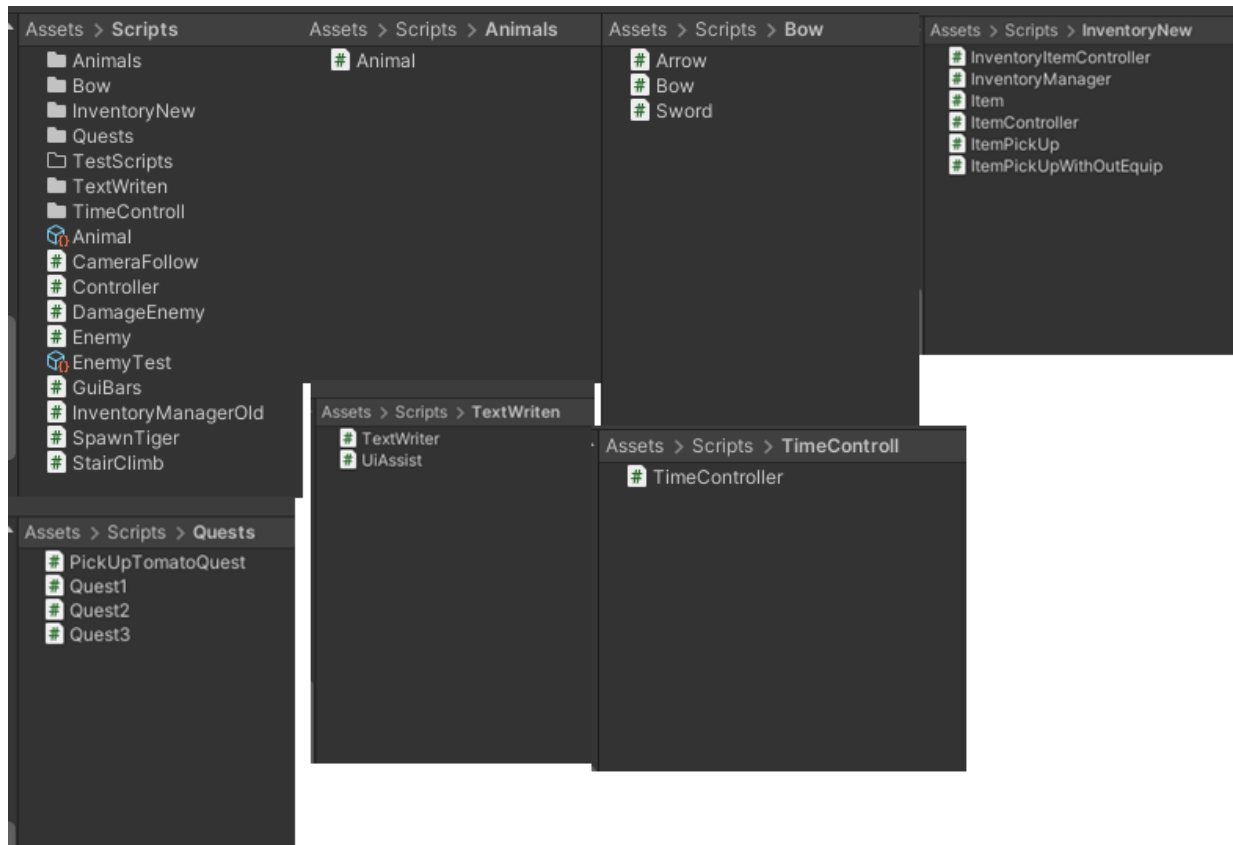 Assets > Scripts
Animals
Bow
InventoryNew
Quests
TestScripts
TextWriten
TimeControll
Animal
CameraFollow
Controller
DamageEnemy
Enemy
EnemyTest
GuiBars
InventoryManagerOld
SpawnTiger
StairClimb
Assets > Scripts > Animals
Animal
Assets > Scripts > Bow
Arrow
Bow
Sword
Assets > Scripts > InventoryNew
InventoryItemController
InventoryManager
Item
ItemController
ItemPickUp
ItemPickUpWithOutEquip
Assets > Scripts > Quests
PickUpTomatoQuest
Quest1
Quest2
Quest3
Assets > Scripts > TextWriten
TextWriter
UiAssist
Assets > Scripts > TimeControll
TimeController